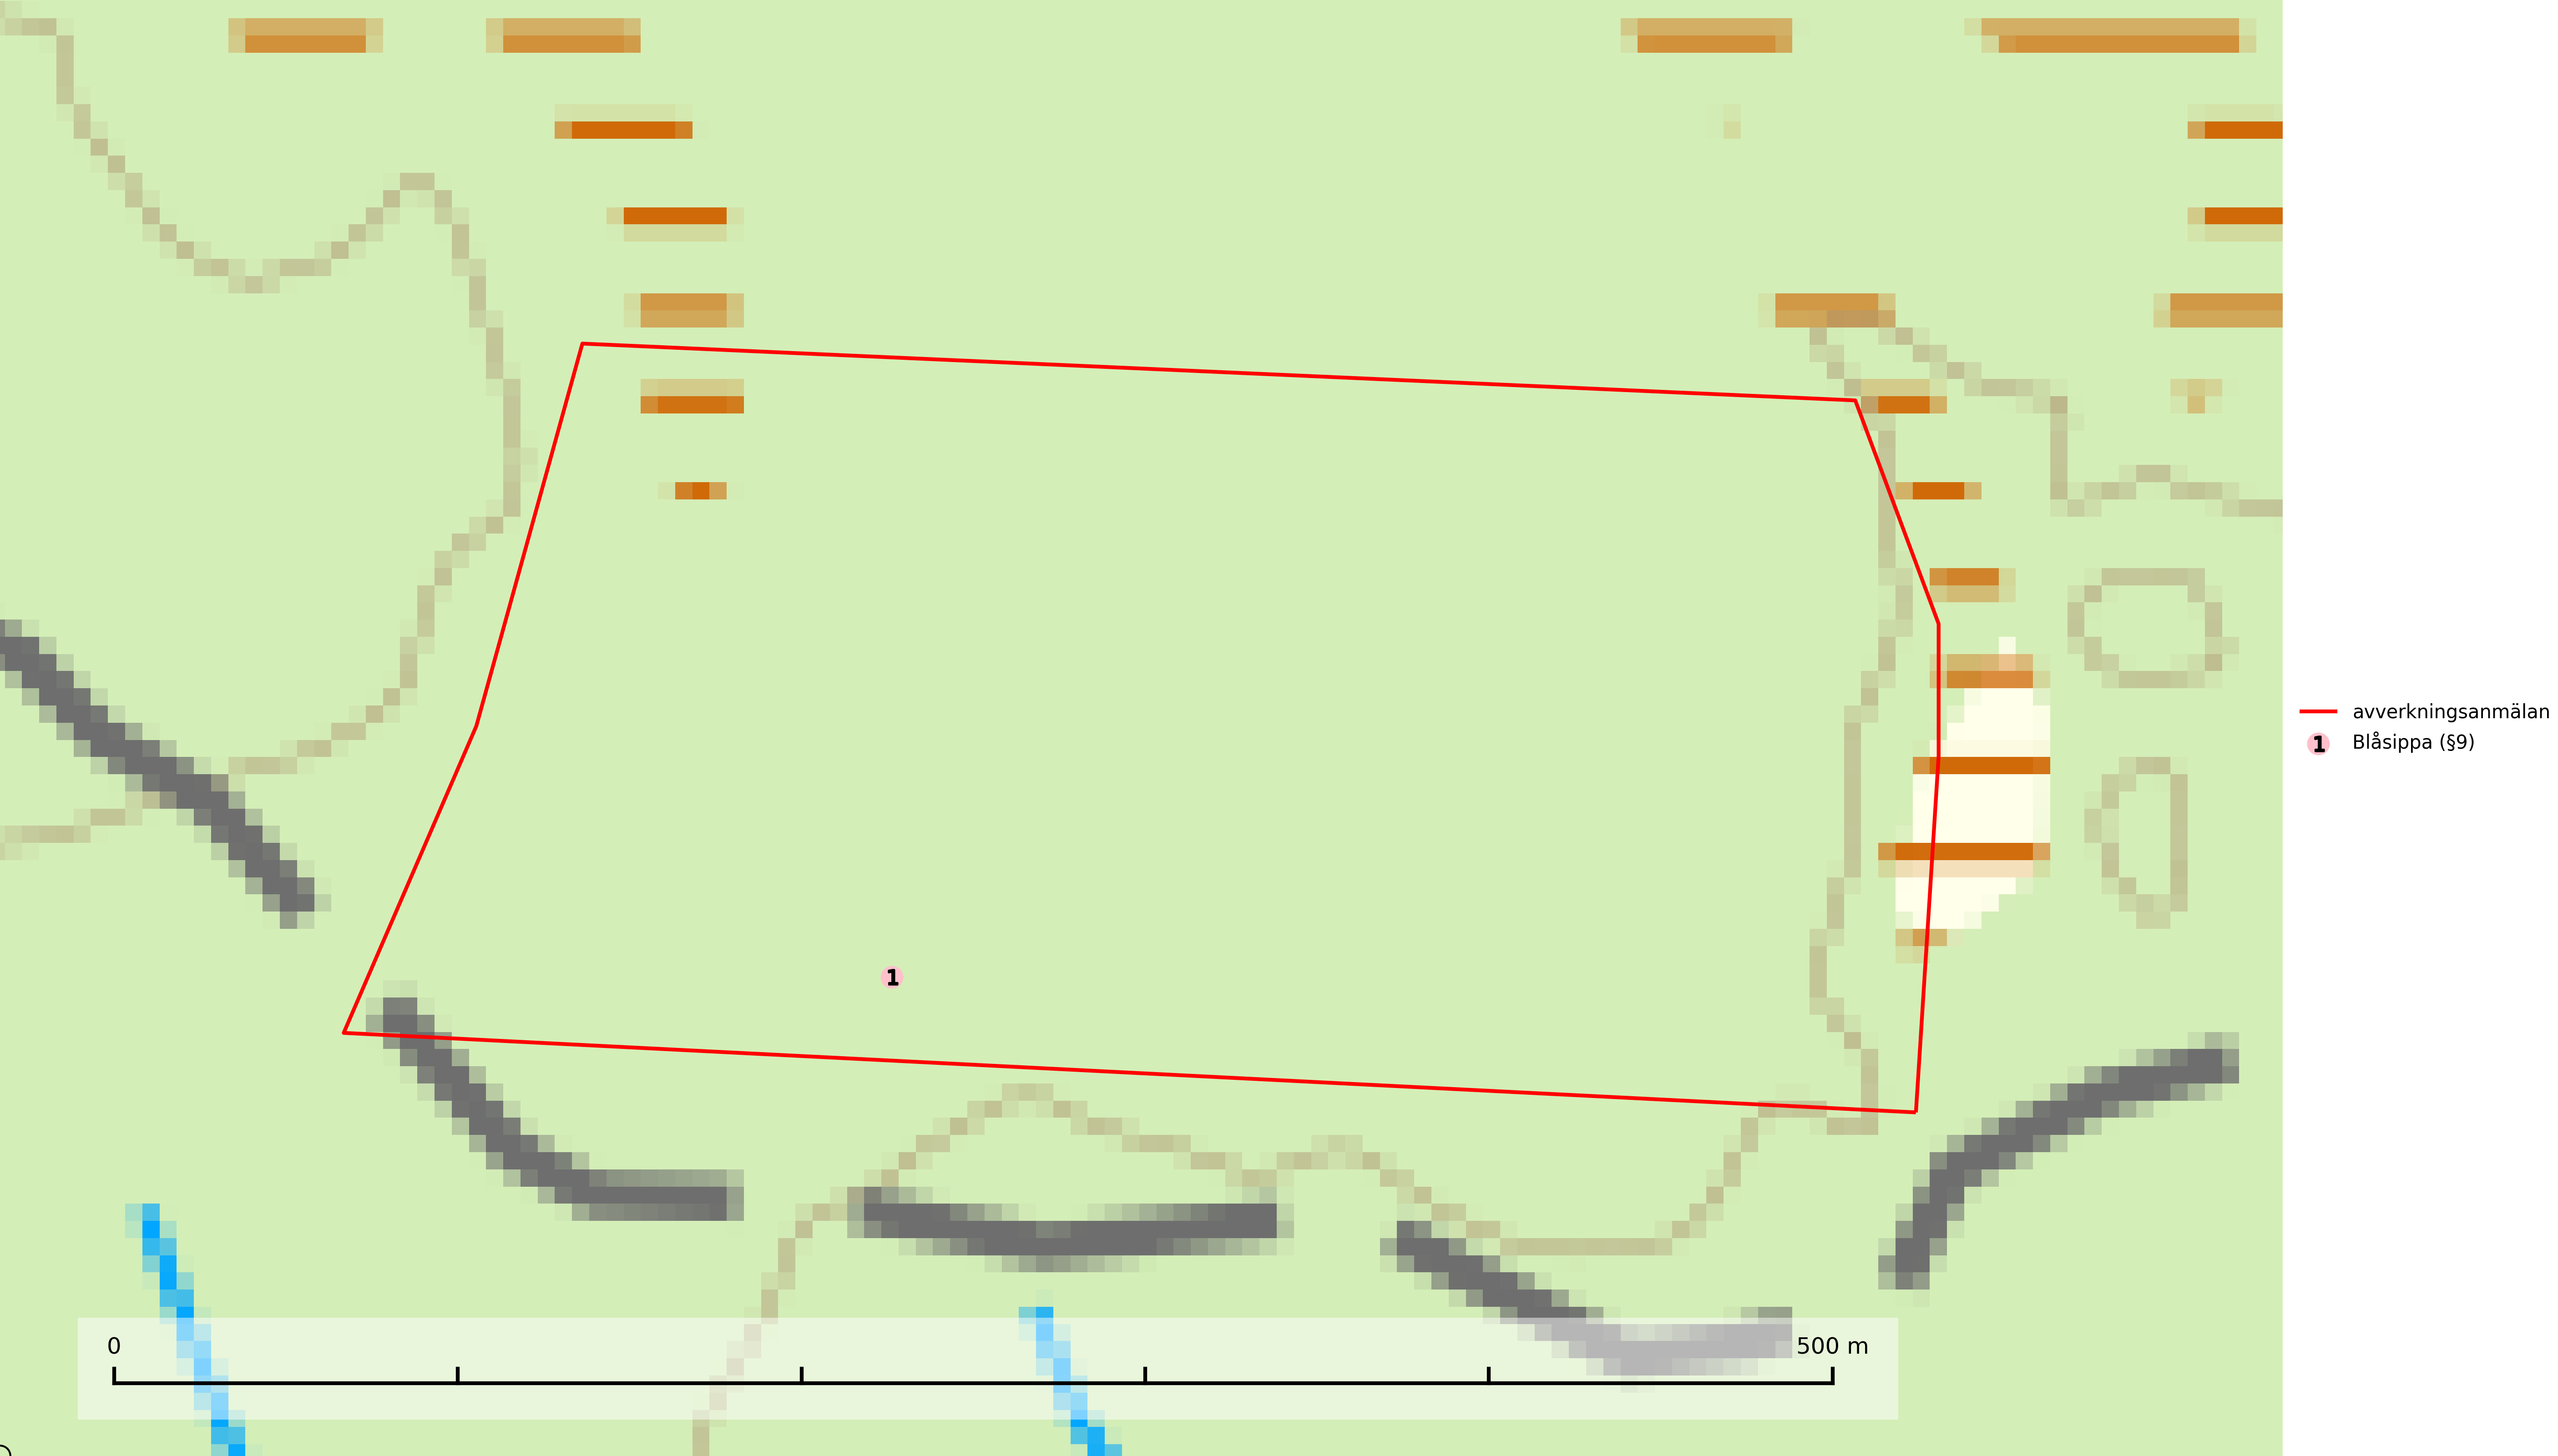 avverkningsanmälan
1 Blåsippa (§9)
1
0 500 m